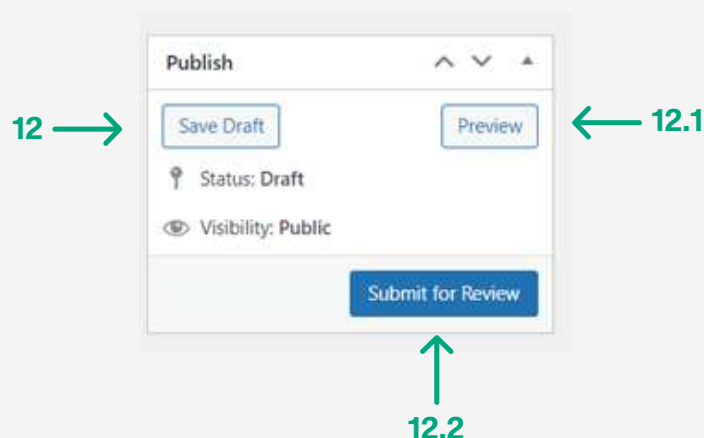 Publish
12
Save Draft
Preview
12.1
Status: Draft
Visibility: Public
Submit for Review
12.2